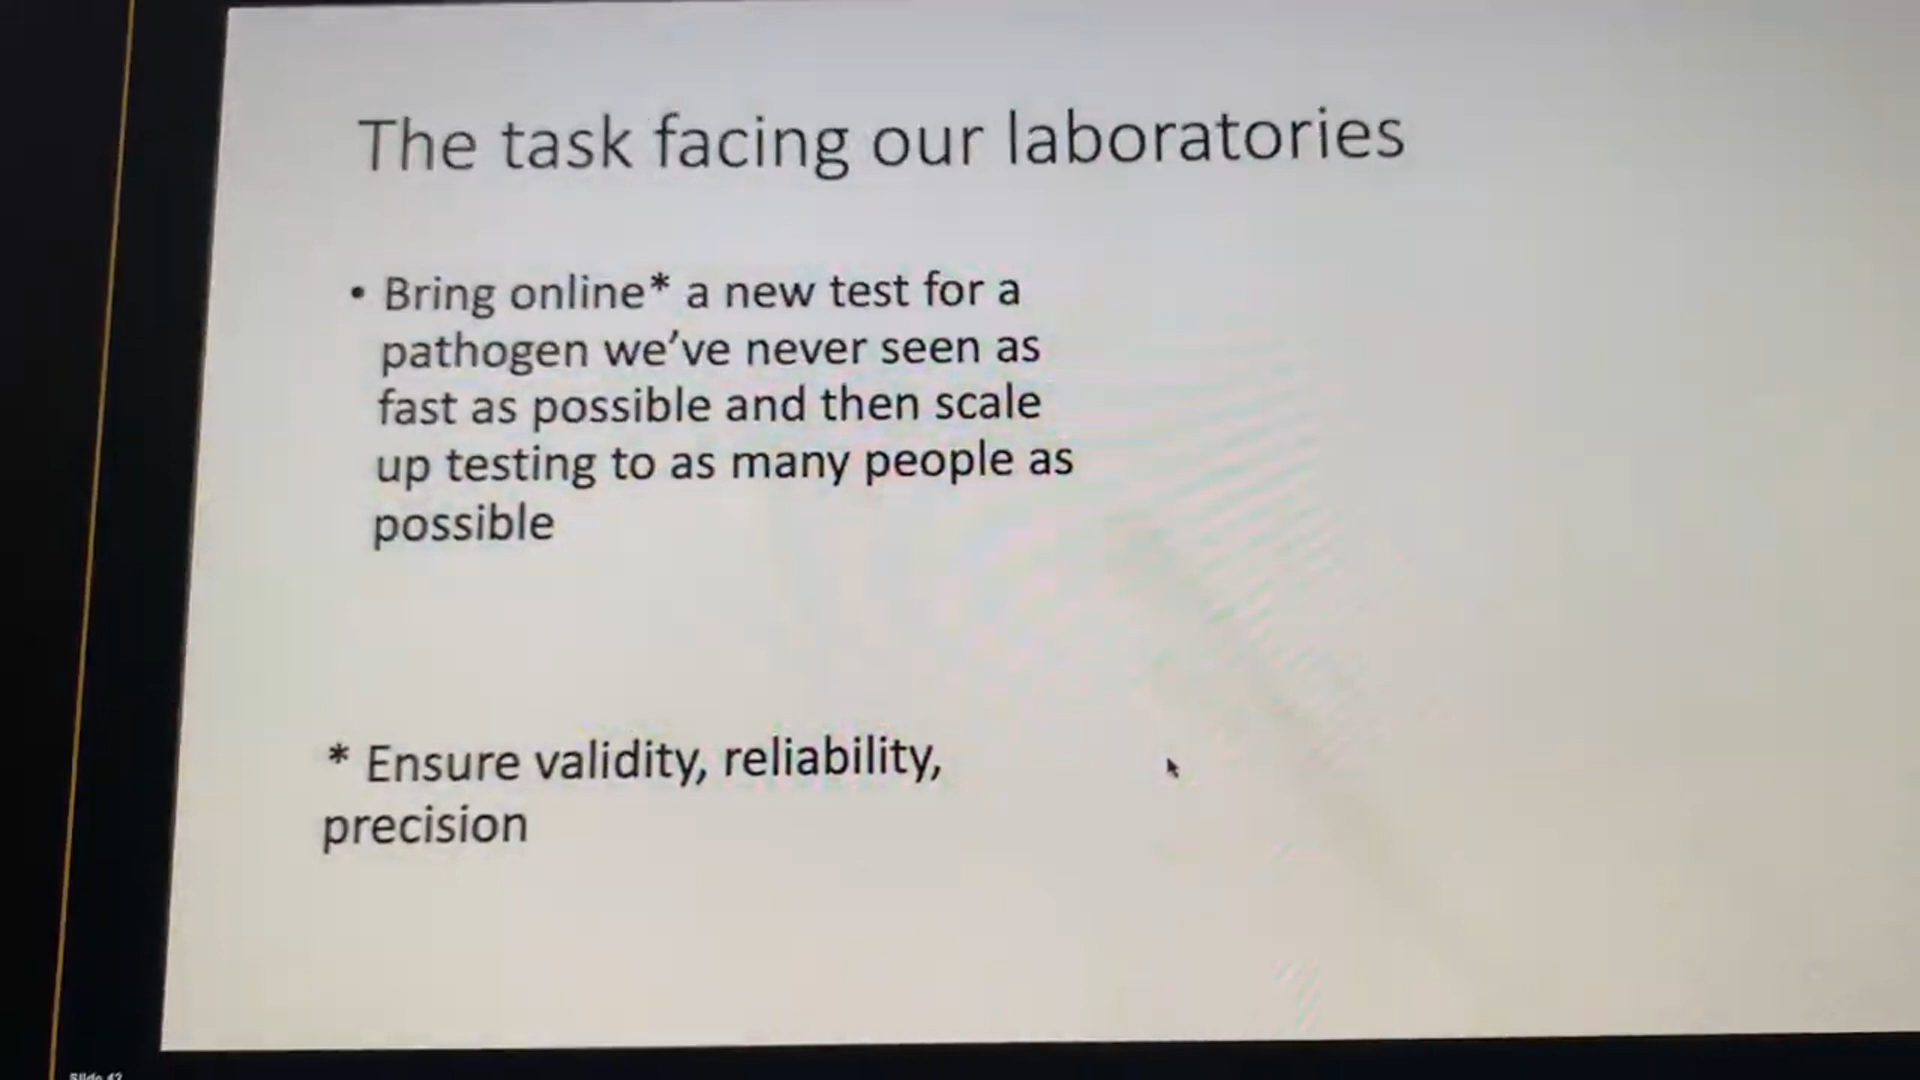 The task facing our laboratories
• Bring online* a new test for a
pathogen we've never seen as
fast as possible and then scale
up testing to as many people as
possible
* Ensure validity, reliability,
precision